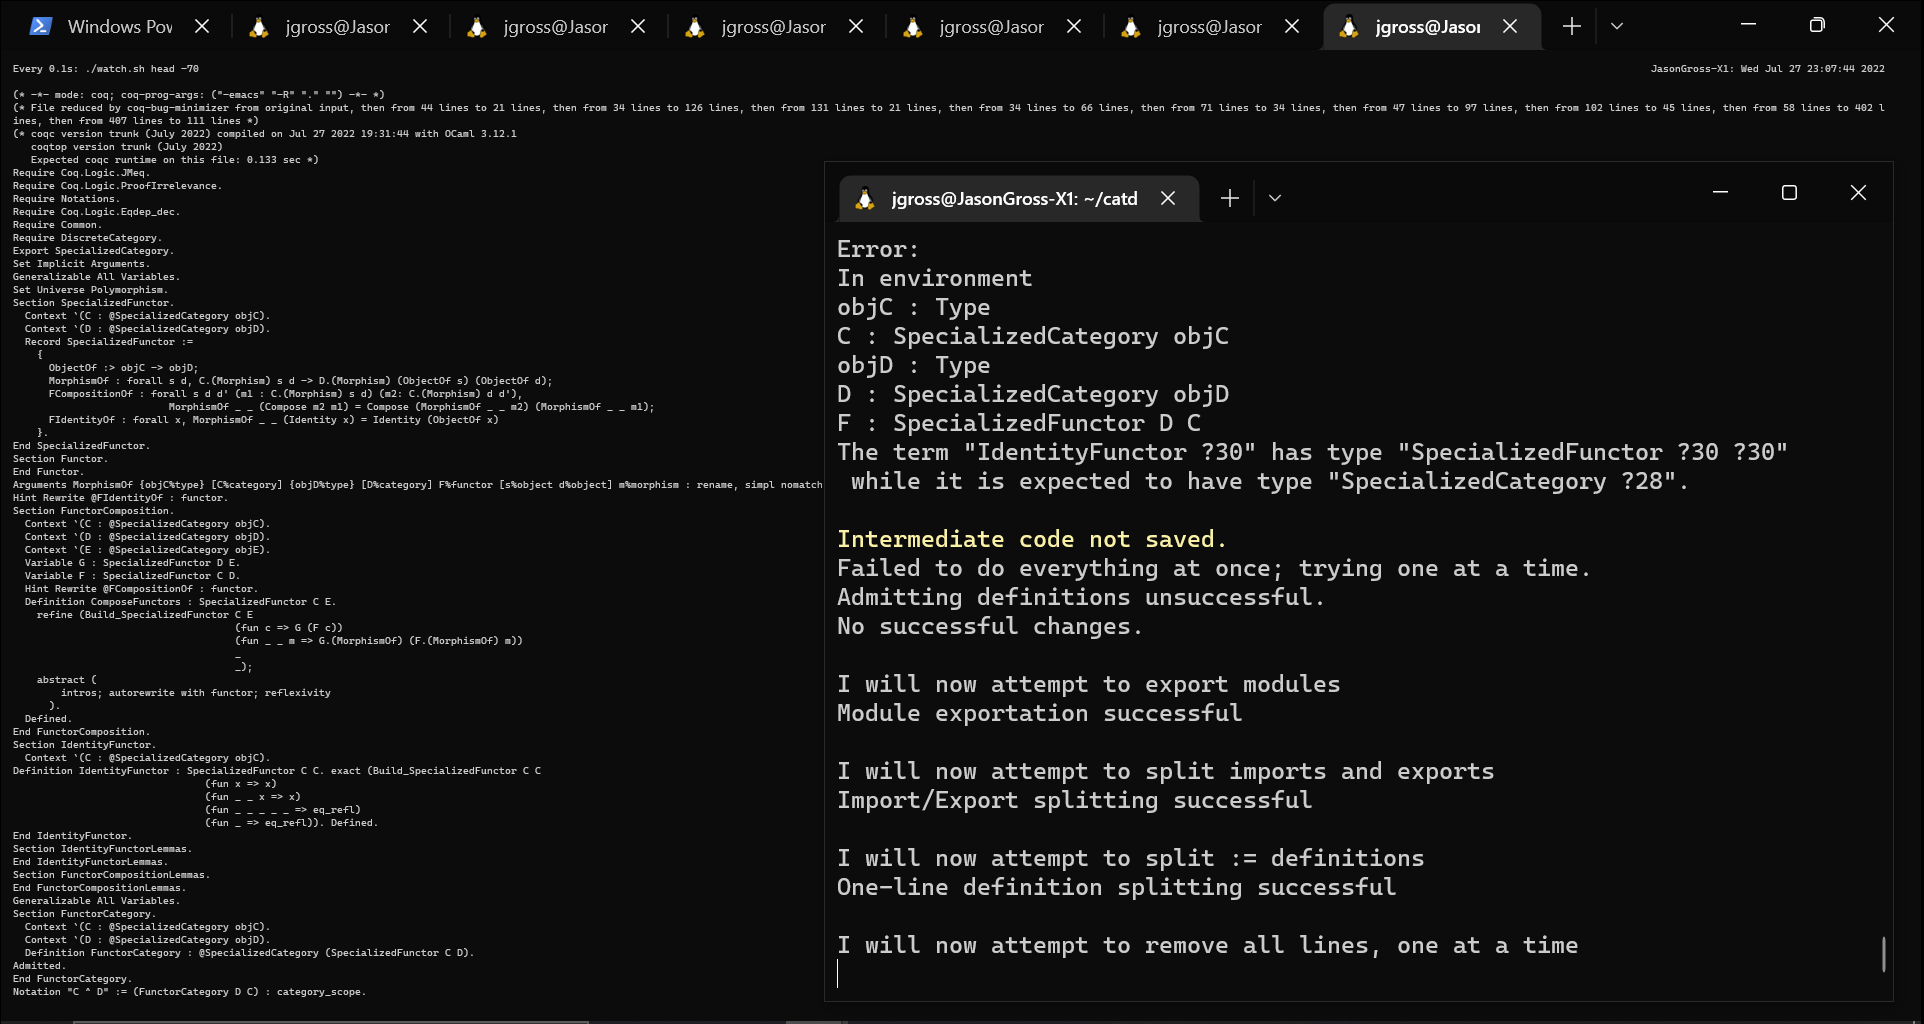 Windows Pov
jgross@Jasor
jgross@Jasor
jgross@Jasor
jgross@Jasor
jgross@Jasor
jgross@Jasor
Every 0.1s: ./watch.sh head -70
JasonGross-X1: Wed Jul 27 23:07:44 2022
(* -*- mode: coq; coq-prog-args: ("-emacs" "-R" "." "") -*- *)
(* File reduced by coq-bug-minimizer from original input, then from 44 lines to 21 lines, then from 34 lines to 126 lines, then from 131 lines to 21 lines, then from 34 lines to 66 lines, then from 71 lines to 34 lines, then from 47 lines to 97 lines, then from 102 lines to 45 lines, then from 58 lines to 402 l
ines, then from 407 lines to 111 lines *)
(* coqc version trunk (July 2022) compiled on Jul 27 2022 19:31:44 with OCaml 3.12.1
   coqtop version trunk (July 2022)
   Expected coqc runtime on this file: 0.133 sec *)
Require Coq.Logic.JMeq.
Require Coq.Logic.ProofIrrelevance.
Require Notations.
Require Coq.Logic.Eqdep_dec.
Require Common.
Require DiscreteCategory.
Export SpecializedCategory.
Set Implicit Arguments.
Generalizable All Variables.
Set Universe Polymorphism.
Section SpecializedFunctor.
  Context `(C : @SpecializedCategory objC).
  Context `(D : @SpecializedCategory objD).
  Record SpecializedFunctor :=
    {
      ObjectOf :> objC -> objD;
      MorphismOf : forall s d, C.(Morphism) s d -> D.(Morphism) (ObjectOf s) (ObjectOf d);
      FCompositionOf : forall s d d' (m1 : C.(Morphism) s d) (m2: C.(Morphism) d d'),
                          MorphismOf _ _ (Compose m2 m1) = Compose (MorphismOf _ _ m2) (MorphismOf _ _ m1);
      FIdentityOf : forall x, MorphismOf _ _ (Identity x) = Identity (ObjectOf x)
    }.
End SpecializedFunctor.
Section Functor.
End Functor.
Arguments MorphismOf {objC%type} [C%category] {objD%type} [D%category] F%functor [s%object d%object] m%morphism : rename, simpl nomatch
Hint Rewrite @FIdentityOf : functor.
Section FunctorComposition.
  Context `(C : @SpecializedCategory objC).
  Context `(D : @SpecializedCategory objD).
  Context `(E : @SpecializedCategory objE).
  Variable G : SpecializedFunctor D E.
  Variable F : SpecializedFunctor C D.
  Hint Rewrite @FCompositionOf : functor.
  Definition ComposeFunctors : SpecializedFunctor C E.
    refine (Build_SpecializedFunctor C E
                                     (fun c => G (F c))
                                     (fun _ _ m => G.(MorphismOf) (F.(MorphismOf) m))
                                     _
                                     _);
    abstract (
        intros; autorewrite with functor; reflexivity
      ).
  Defined.
End FunctorComposition.
Section IdentityFunctor.
  Context `(C : @SpecializedCategory objC).
Definition IdentityFunctor : SpecializedFunctor C C. exact (Build_SpecializedFunctor C C
                                (fun x => x)
                                (fun _ _ x => x)
                                (fun _ _ _ _ _ => eq_refl)
                                (fun _ => eq_refl)). Defined.
End IdentityFunctor.
Section IdentityFunctorLemmas.
End IdentityFunctorLemmas.
Section FunctorCompositionLemmas.
End FunctorCompositionLemmas.
Generalizable All Variables.
Section FunctorCategory.
  Context `(C : @SpecializedCategory objC).
  Context `(D : @SpecializedCategory objD).
  Definition FunctorCategory : @SpecializedCategory (SpecializedFunctor C D).
Admitted.
End FunctorCategory.
Notation "C ^ D" := (FunctorCategory D C) : category_scope.
jgross@JasonGross-X1: ~/catd
Error:
In environment
objC : Type
C : SpecializedCategory objC
objD : Type
D : SpecializedCategory objD
F : SpecializedFunctor D C
The term "IdentityFunctor ?30" has type "SpecializedFunctor ?30 ?30"
 while it is expected to have type "SpecializedCategory ?28".
Intermediate code not saved.
Failed to do everything at once; trying one at a time.
Admitting definitions unsuccessful.
No successful changes.
I will now attempt to export modules
Module exportation successful
I will now attempt to split imports and exports
Import/Export splitting successful
I will now attempt to split := definitions
One-line definition splitting successful
I will now attempt to remove all lines, one at a time